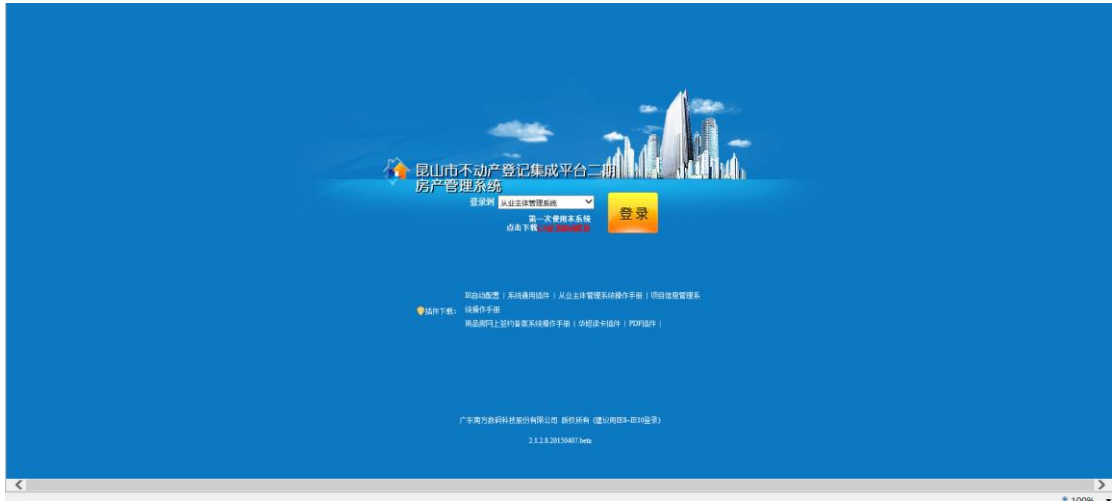 昆山市不动产登记集成平台二期
房产管理系统
登录到 从业主体管理系统
登录
第一次使用本系统
点击下载
IE自动配置 | 系统通用插件 | 从业主体管理系统操作手册 | 项目信息管理系
插件下载: 统操作手册
商品房网上签约备案系统操作手册 | 华旭读卡插件 | PDF插件 |
广东南方数码科技股份有限公司 版权所有 (建议用IE8-IE10登录)
2.1.2.8.20150407.beta
100%